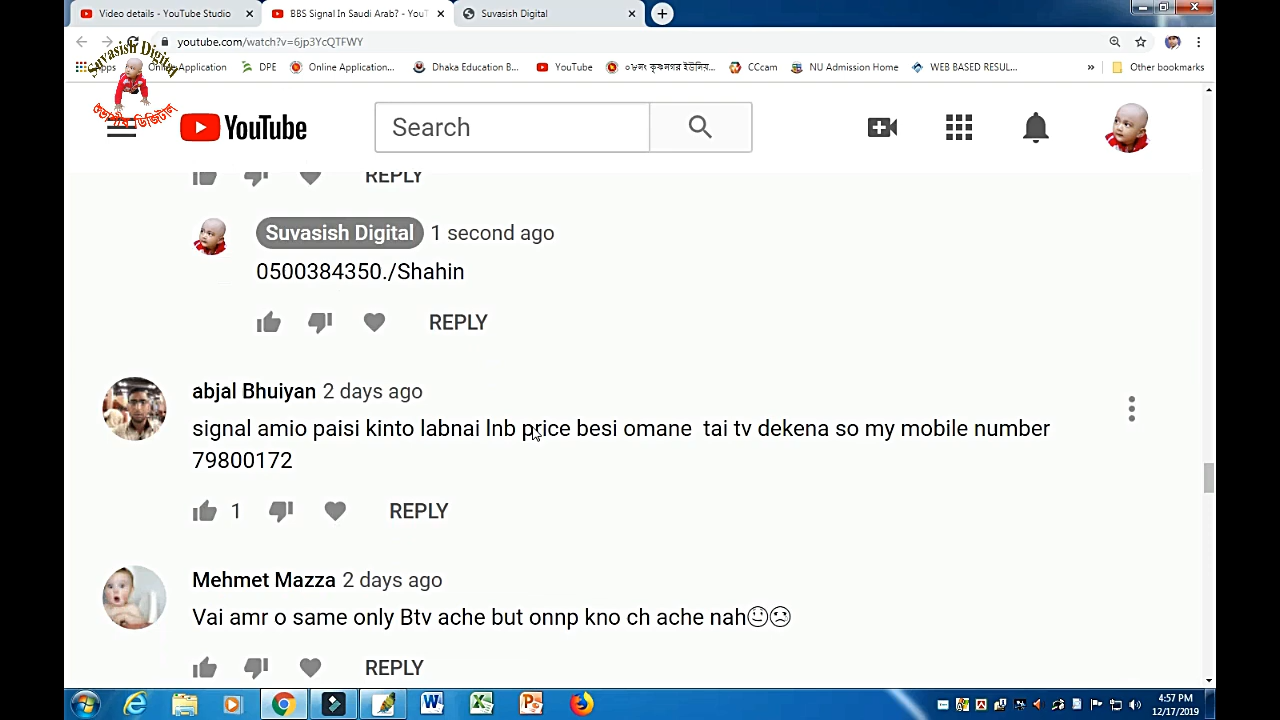 Video details - YouTube Studio
BBS Signal In Saudi Arab? - YouT
Suvasish Digital
youtube.com/watch?v=6jp3YcQTFWY
Suvasish Digital
শুভাশীষ ডিজিটাল
Application
DPE
Online Application...
Dhaka Education B...
YouTube
০৮নং কৃষ্ণনগর ইউনিয়...
CCcam
NU Admission Home
WEB BASED RESUL...
»
Other bookmarks
YouTube
Search
REPLY
Suvasish Digital 1 second ago
0500384350./Shahin
REPLY
abjal Bhuiyan 2 days ago
signal amio paisi kinto labnai lnb price besi omane tai tv dekena so my mobile number
79800172
1 REPLY
Mehmet Mazza 2 days ago
Vai amr o same only Btv ache but onnp kno ch ache nah🙂😟
REPLY
4:57 PM
12/17/2019